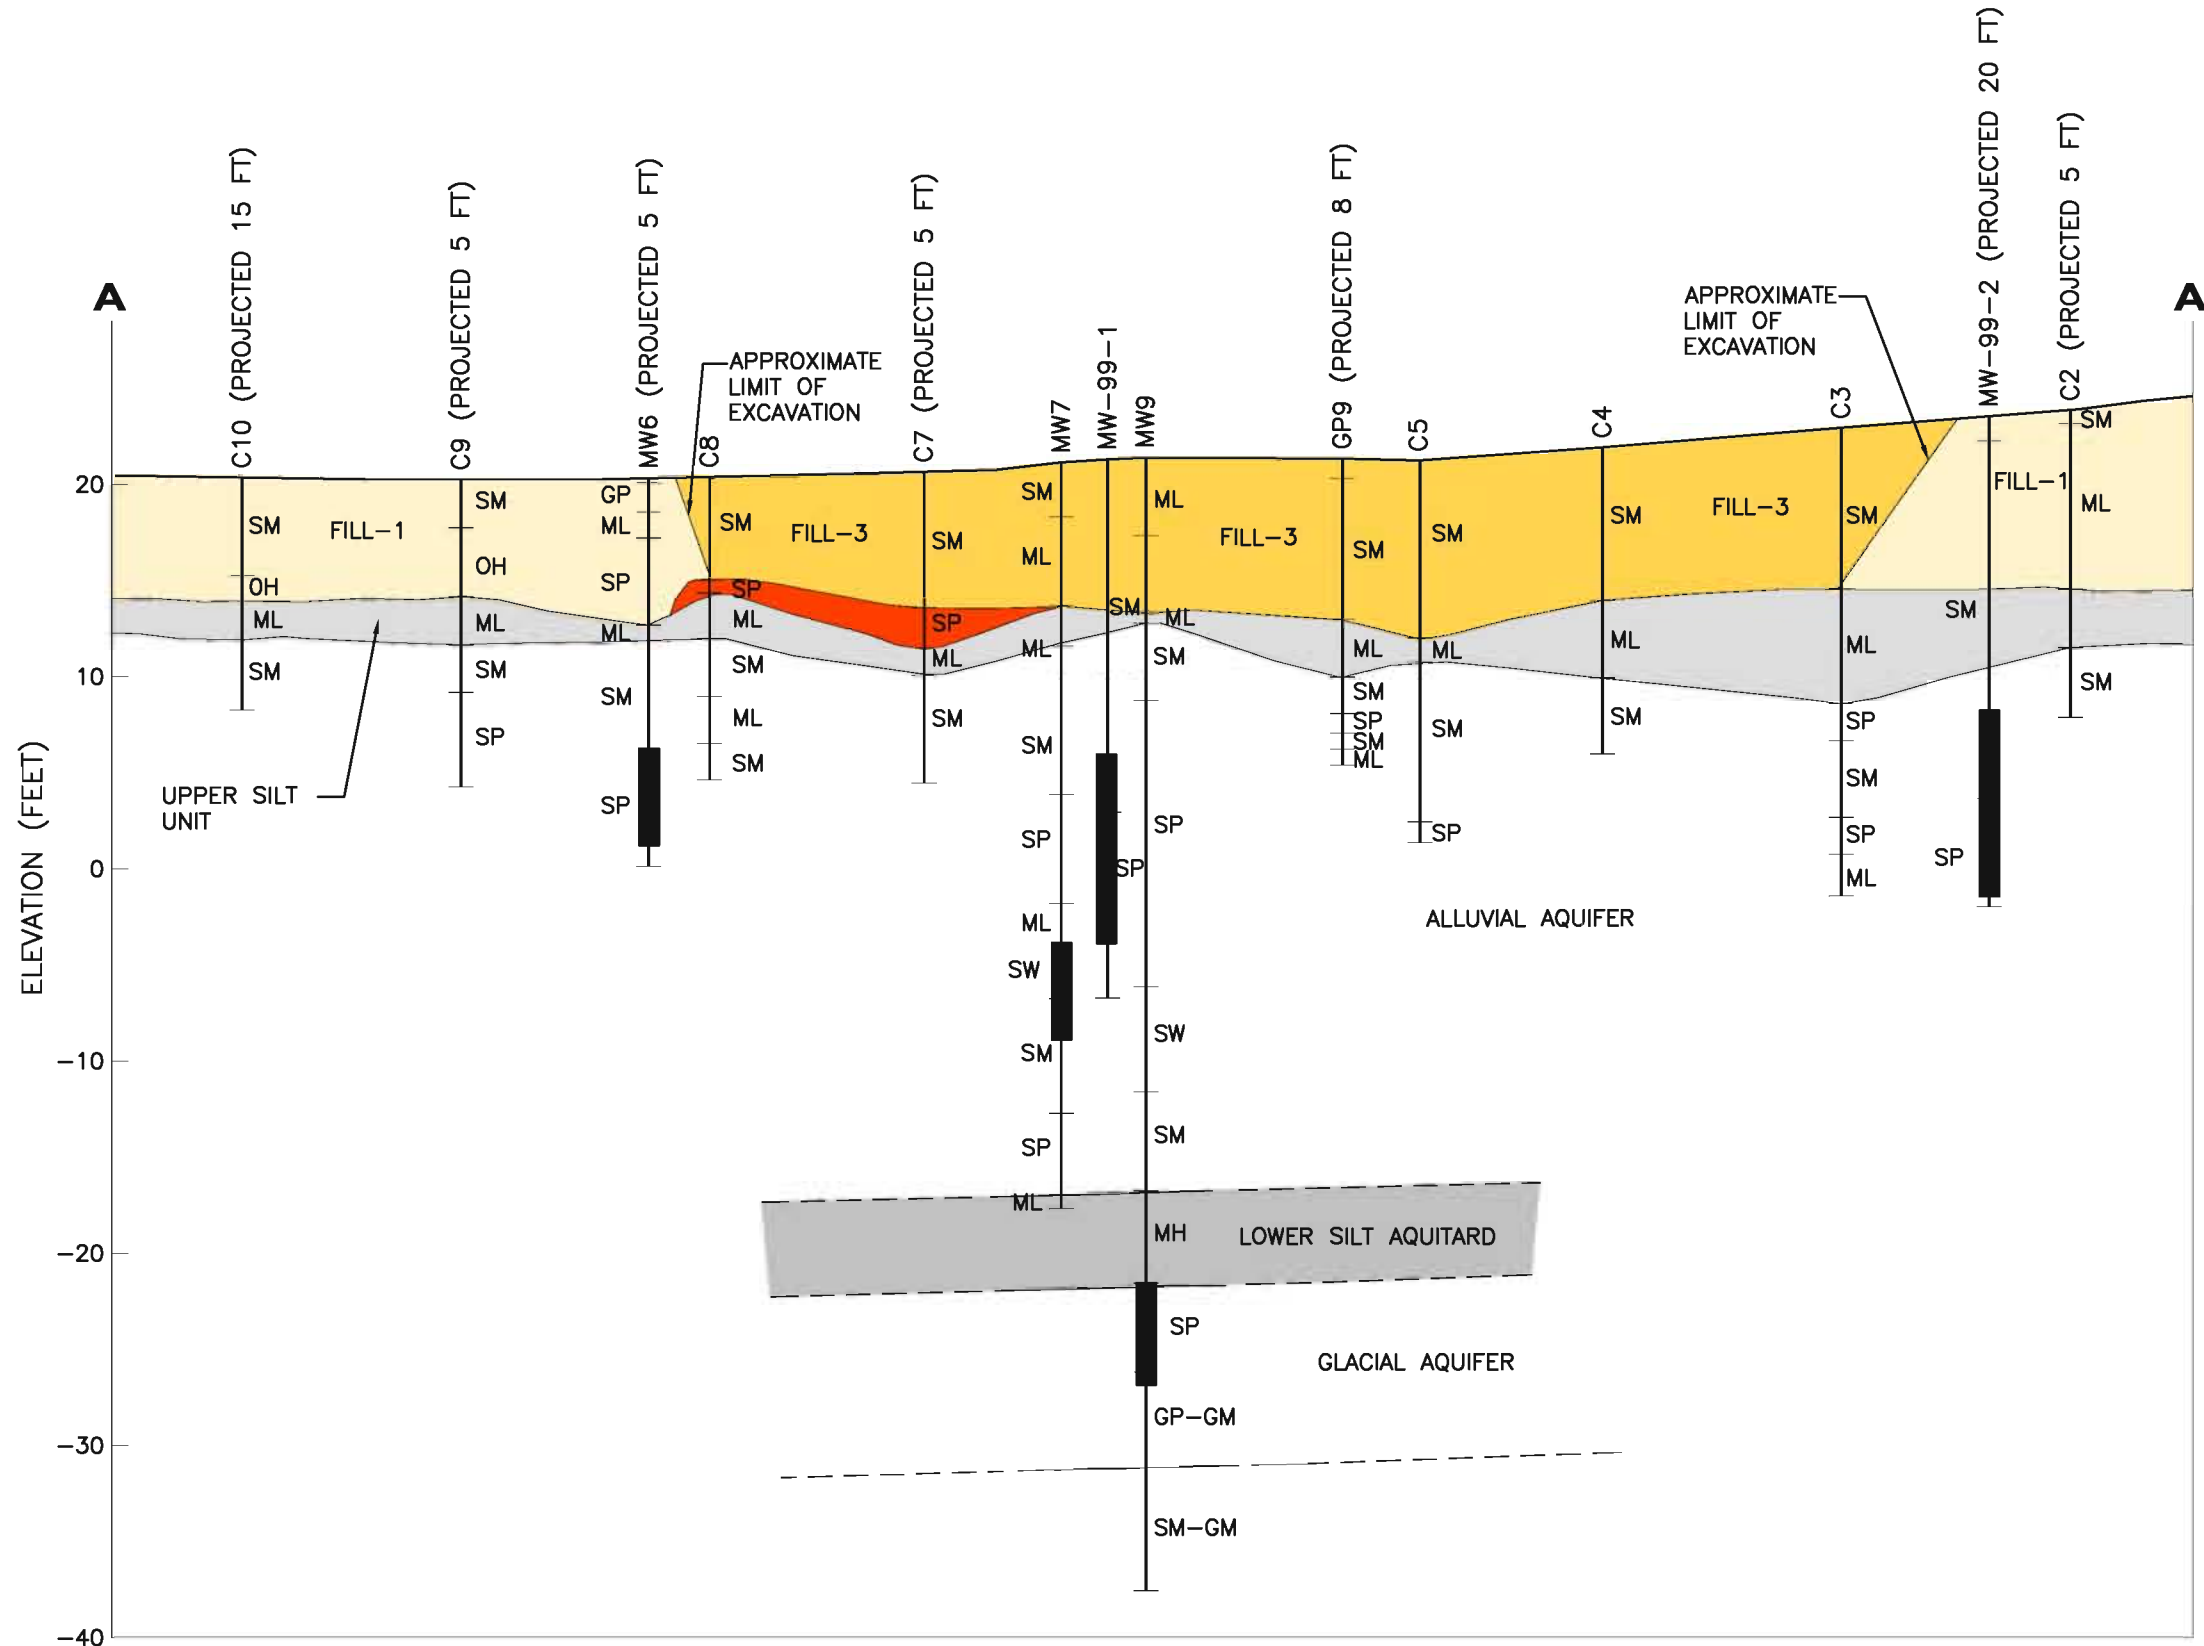 C10 (PROJECTED 15 FT)
C9 (PROJECTED 5 FT)
MW6 (PROJECTED 5 FT)
C8
C7 (PROJECTED 5 FT)
MW7
MW-99-1
MW9
GP9 (PROJECTED 8 FT)
C5
C4
C3
MW-99-2 (PROJECTED 20 FT)
C2 (PROJECTED 5 FT)
A
A
APPROXIMATE
LIMIT OF
EXCAVATION
APPROXIMATE
LIMIT OF
EXCAVATION
ELEVATION (FEET)
20
10
0
-10
-20
-30
-40
SM
OH
ML
SM
FILL-1
SM
OH
ML
SM
SP
GP
ML
SP
ML
SM
SP
SM
SP
ML
SM
ML
SM
FILL-3
SM
SP
ML
SM
SM
ML
ML
SM
SP
ML
SW
SM
SP
ML
SM
SP
ML
ML
SM
SP
SW
SM
MH
SP
GP-GM
SM-GM
FILL-3
SM
ML
SM
SP
SM
ML
SM
ML
SM
SP
SM
ML
SM
FILL-3
SM
ML
SP
SM
SP
ML
FILL-1
SM
SP
SM
ML
SM
UPPER SILT
UNIT
ALLUVIAL AQUIFER
LOWER SILT AQUITARD
GLACIAL AQUIFER